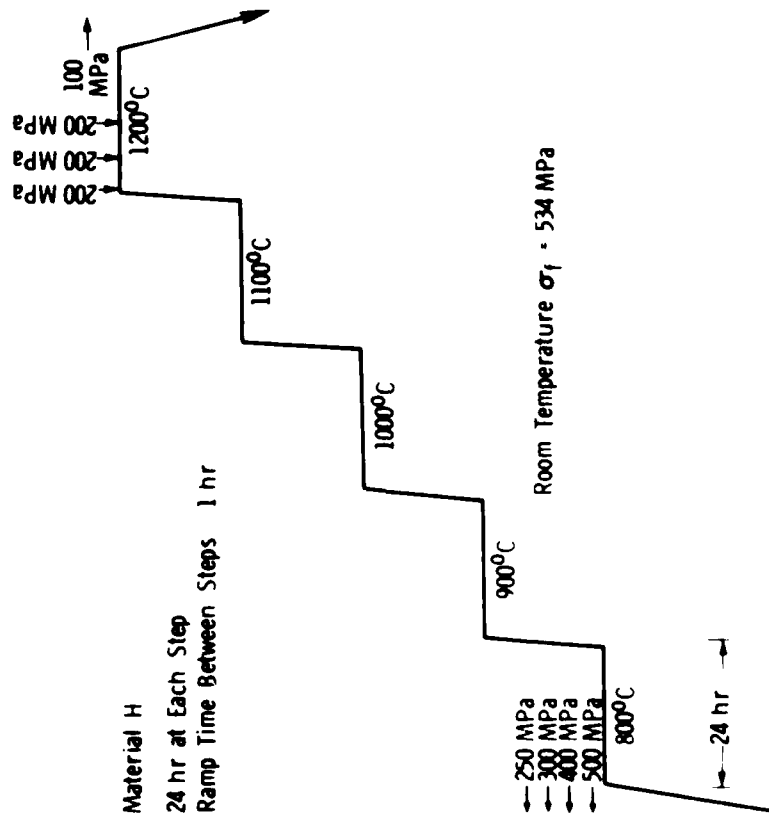 Material H
24 hr at Each Step
Ramp Time Between Steps 1 hr
200 MPa
200 MPa
200 MPa
100
MPa
1200°C
1100°C
1000°C
900°C
Room Temperature σf = 534 MPa
250 MPa
300 MPa
400 MPa
500 MPa
800°C
24 hr